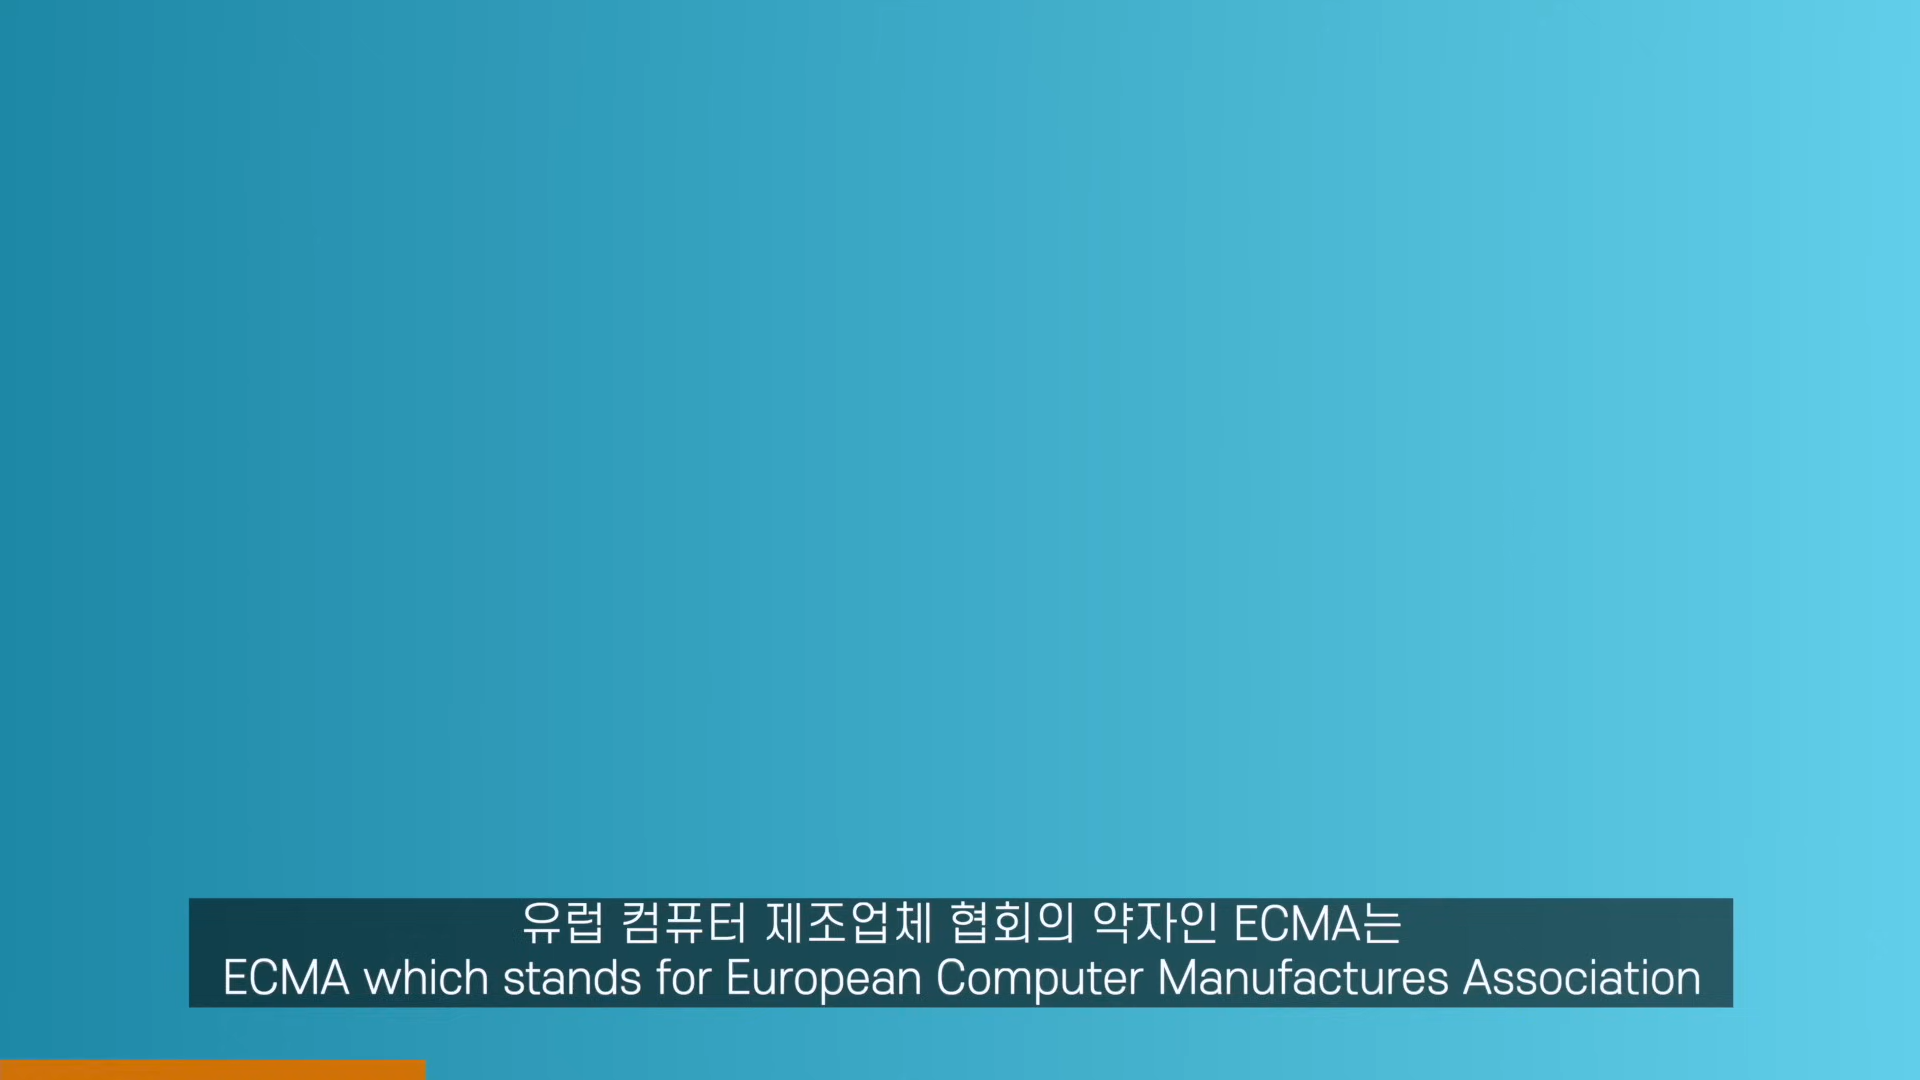 유럽 컴퓨터 제조업체 협회의 약자인 ECMA는
ECMA which stands for European Computer Manufactures Association